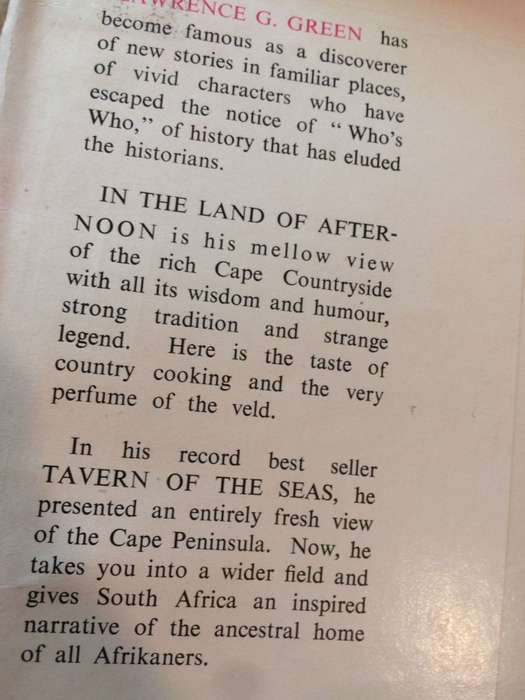 LAWRENCE G. GREEN has
become famous as a discoverer
of new stories in familiar places,
of vivid characters who have
escaped the notice of “ Who’s
Who,” of history that has eluded
the historians.
IN THE LAND OF AFTER-
NOON is his mellow view
of the rich Cape Countryside
with all its wisdom and humour,
strong tradition and strange
legend. Here is the taste of
country cooking and the very
perfume of the veld.
In his record best seller
TAVERN OF THE SEAS, he
presented an entirely fresh view
of the Cape Peninsula. Now, he
takes you into a wider field and
gives South Africa an inspired
narrative of the ancestral home
of all Afrikaners.